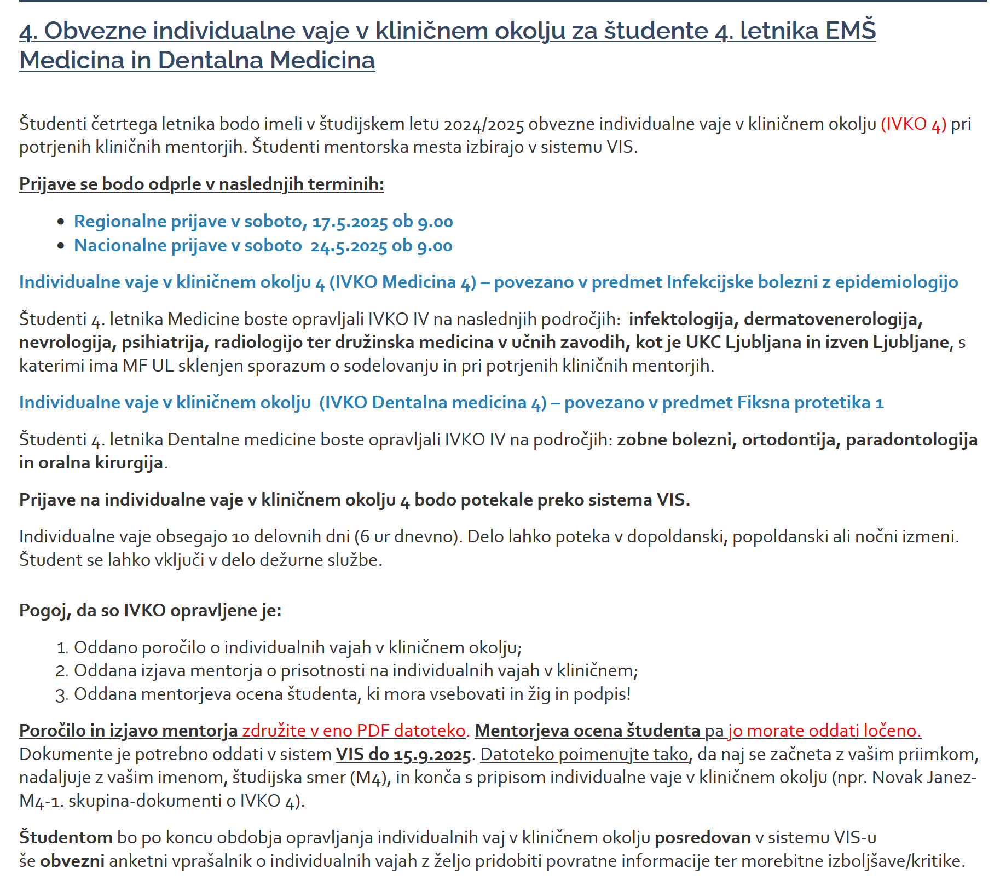 4. Obvezne individualne vaje v kliničnem okolju za študente 4. letnika EMŠ
Medicina in Dentalna Medicina
Študenti četrtega letnika bodo imeli v študijskem letu 2024/2025 obvezne individualne vaje v kliničnem okolju (IVKO 4) pri
potrjenih kliničnih mentorjih. Študenti mentorska mesta izbirajo v sistemu VIS.
Prijave se bodo odprle v naslednjih terminih:
• Regionalne prijave v soboto, 17.5.2025 ob 9.00
• Nacionalne prijave v soboto  24.5.2025 ob 9.00
Individualne vaje v kliničnem okolju 4 (IVKO Medicina 4) – povezano v predmet Infekcijske bolezni z epidemiologijo
Študenti 4. letnika Medicine boste opravljali IVKO IV na naslednjih področjih:  infektologija, dermatovenerologija,
nevrologija, psihiatrija, radiologijo ter družinska medicina v učnih zavodih, kot je UKC Ljubljana in izven Ljubljane, s
katerimi ima MF UL sklenjen sporazum o sodelovanju in pri potrjenih kliničnih mentorjih.
Individualne vaje v kliničnem okolju  (IVKO Dentalna medicina 4) – povezano v predmet Fiksna protetika 1
Študenti 4. letnika Dentalne medicine boste opravljali IVKO IV na področjih: zobne bolezni, ortodontija, paradontologija
in oralna kirurgija.
Prijave na individualne vaje v kliničnem okolju 4 bodo potekale preko sistema VIS.
Individualne vaje obsegajo 10 delovnih dni (6 ur dnevno). Delo lahko poteka v dopoldanski, popoldanski ali nočni izmeni.
Študent se lahko vključi v delo dežurne službe.
Pogoj, da so IVKO opravljene je:
1. Oddano poročilo o individualnih vajah v kliničnem okolju;
2. Oddana izjava mentorja o prisotnosti na individualnih vajah v kliničnem;
3. Oddana mentorjeva ocena študenta, ki mora vsebovati in žig in podpis!
Poročilo in izjavo mentorja združite v eno PDF datoteko. Mentorjeva ocena študenta pa jo morate oddati ločeno.
Dokumente je potrebno oddati v sistem VIS do 15.9.2025. Datoteko poimenujte tako, da naj se začneta z vašim priimkom,
nadaljuje z vašim imenom, študijska smer (M4), in konča s pripisom individualne vaje v kliničnem okolju (npr. Novak Janez-
M4-1. skupina-dokumenti o IVKO 4).
Študentom bo po koncu obdobja opravljanja individualnih vaj v kliničnem okolju posredovan v sistemu VIS-u
še obvezni anketni vprašalnik o individualnih vajah z željo pridobiti povratne informacije ter morebitne izboljšave/kritike.